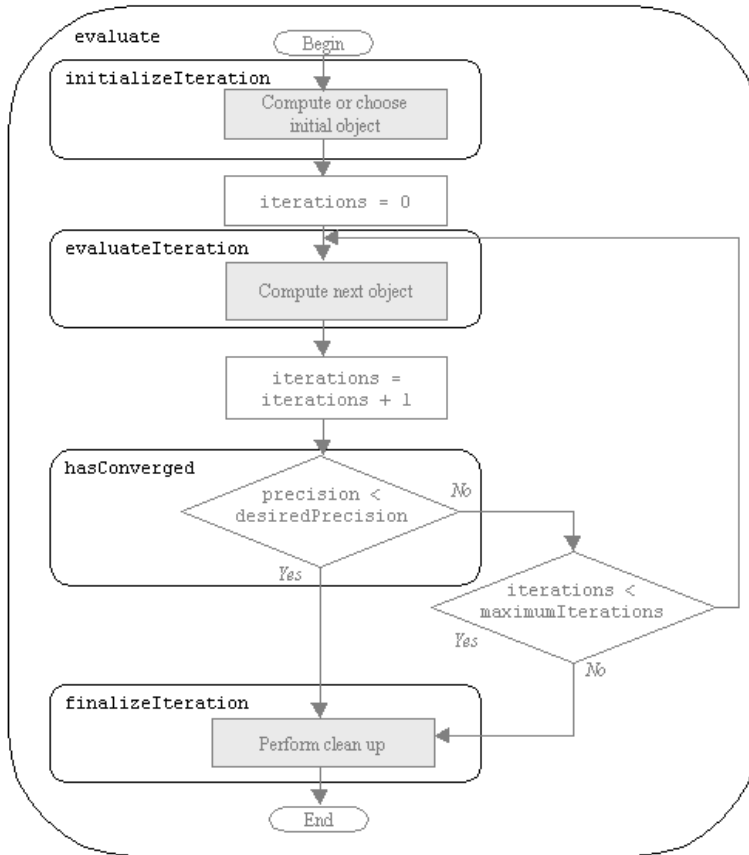 evaluate
Begin
initializeIteration
Compute or choose
initial object
iterations = 0
evaluateIteration
Compute next object
iterations =
iterations + 1
hasConverged
precision <
desiredPrecision
No
Yes
iterations <
maximumIterations
Yes
No
finalizeIteration
Perform clean up
End